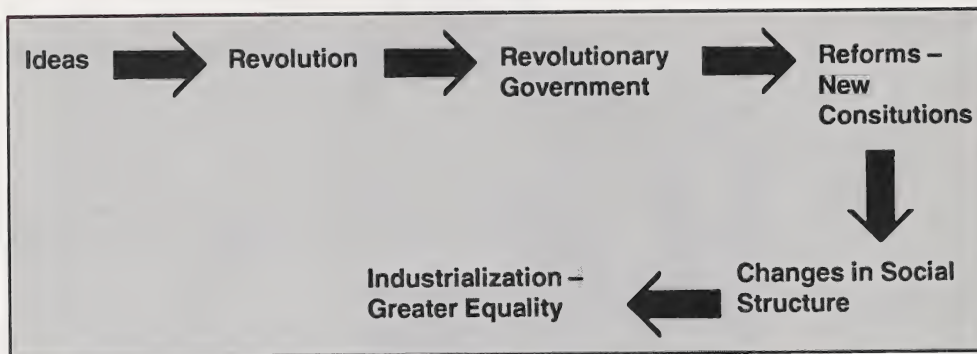 Ideas
Revolution
Revolutionary
Government
Reforms –
New
Consitutions
Changes in Social
Structure
Industrialization –
Greater Equality